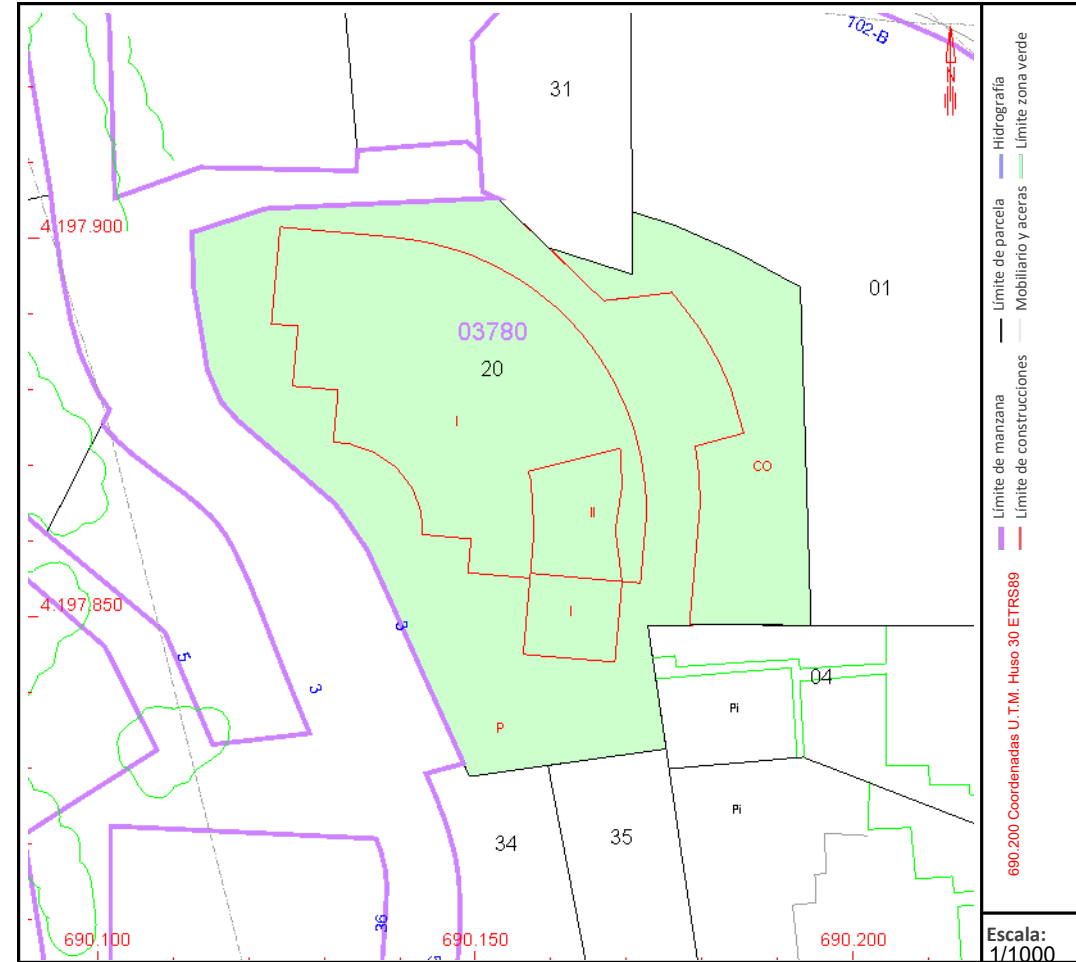 702-B
31
4.197.900
01
03780
20
I
CO
II
4.197.850
I
3
5
3
04
P
Pi
Pi
34
35
36
690.100
690.150
690.200
N
Límite de manzana
Límite de construcciones
Límite de parcela
Mobiliario y aceras
Hidrografía
Límite zona verde
690.200 Coordenadas U.T.M. Huso 30 ETRS89
Escala:
1/1000